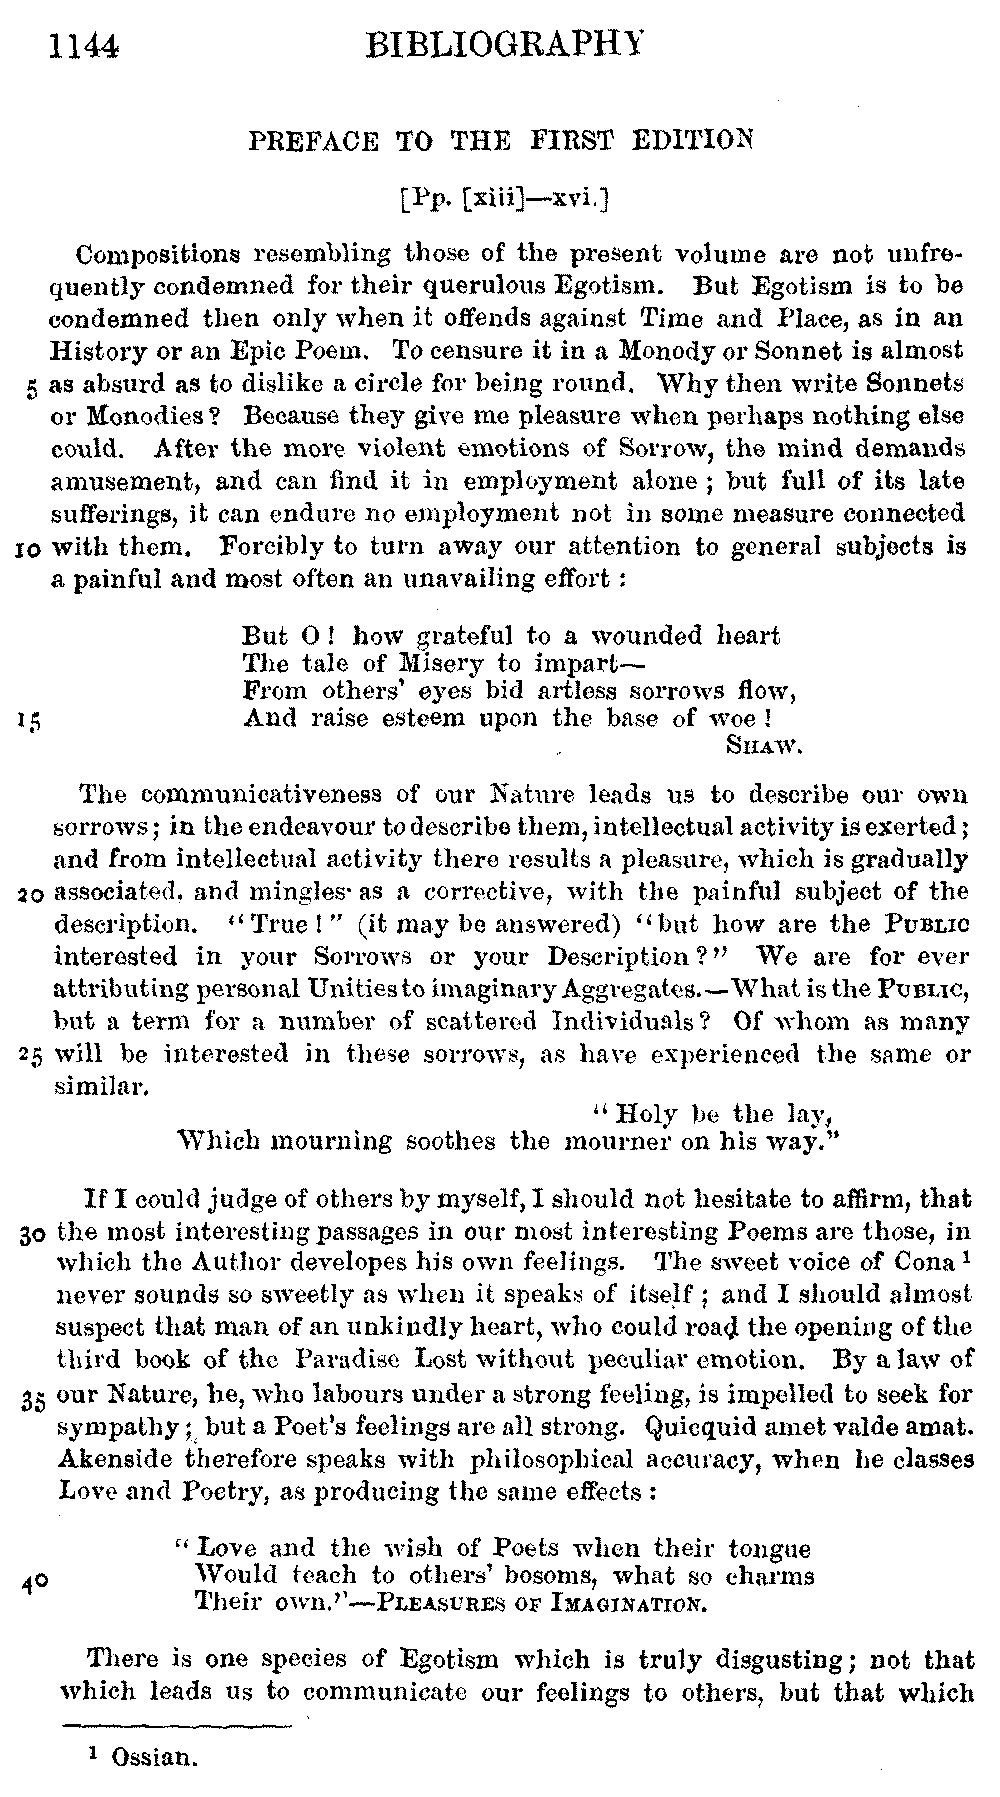 1144 BIBLIOGRAPHY
PREFACE TO THE FIRST EDITION
[Pp. [xiii]—xvi.]
Compositions resembling those of the present volume are not unfre-
quently condemned for their querulous Egotism. But Egotism is to be
condemned then only when it offends against Time and Place, as in an
History or an Epic Poem. To censure it in a Monody or Sonnet is almost
5 as absurd as to dislike a circle for being round. Why then write Sonnets
or Monodies? Because they give me pleasure when perhaps nothing else
could. After the more violent emotions of Sorrow, the mind demands
amusement, and can find it in employment alone; but full of its late
sufferings, it can endure no employment not in some measure connected
10 with them. Forcibly to turn away our attention to general subjects is
a painful and most often an unavailing effort:
But O! how grateful to a wounded heart
The tale of Misery to impart—
From others' eyes bid artless sorrows flow,
15 And raise esteem upon the base of woe!
SHAW.
The communicativeness of our Nature leads us to describe our own
sorrows; in the endeavour to describe them, intellectual activity is exerted;
and from intellectual activity there results a pleasure, which is gradually
20 associated. and mingles as a corrective, with the painful subject of the
description. "True!" (it may be answered) "but how are the PUBLIC
interested in your Sorrows or your Description?" We are for ever
attributing personal Unities to imaginary Aggregates.—What is the PUBLIC,
but a term for a number of scattered Individuals? Of whom as many
25 will be interested in these sorrows, as have experienced the same or
similar.
"Holy be the lay,
Which mourning soothes the mourner on his way."
If I could judge of others by myself, I should not hesitate to affirm, that
30 the most interesting passages in our most interesting Poems are those, in
which the Author developes his own feelings. The sweet voice of Cona ¹
never sounds so sweetly as when it speaks of itself; and I should almost
suspect that man of an unkindly heart, who could read the opening of the
third book of the Paradise Lost without peculiar emotion. By a law of
35 our Nature, he, who labours under a strong feeling, is impelled to seek for
sympathy; but a Poet's feelings are all strong. Quicquid amet valde amat.
Akenside therefore speaks with philosophical accuracy, when he classes
Love and Poetry, as producing the same effects:
"Love and the wish of Poets when their tongue
40 Would teach to others' bosoms, what so charms
Their own."—PLEASURES OF IMAGINATION.
There is one species of Egotism which is truly disgusting; not that
which leads us to communicate our feelings to others, but that which
¹ Ossian.